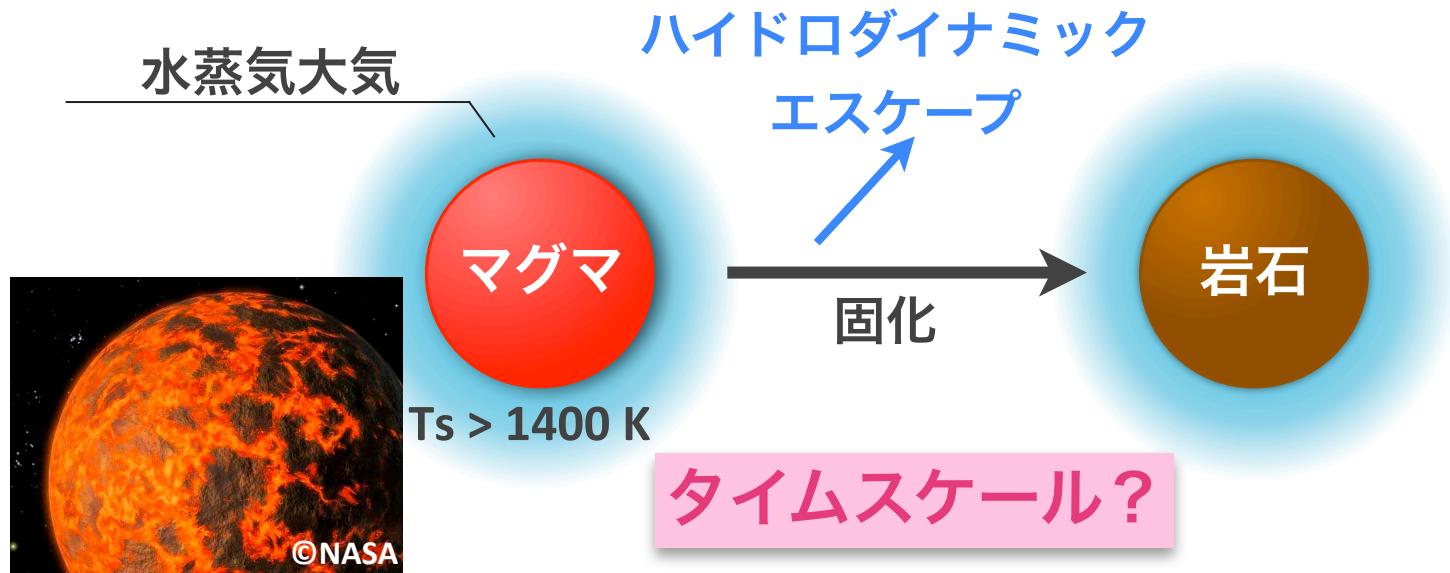 水蒸気大気
ハイドロダイナミック
エスケープ
マグマ
岩石
固化
Ts > 1400 K
タイムスケール？
©NASA